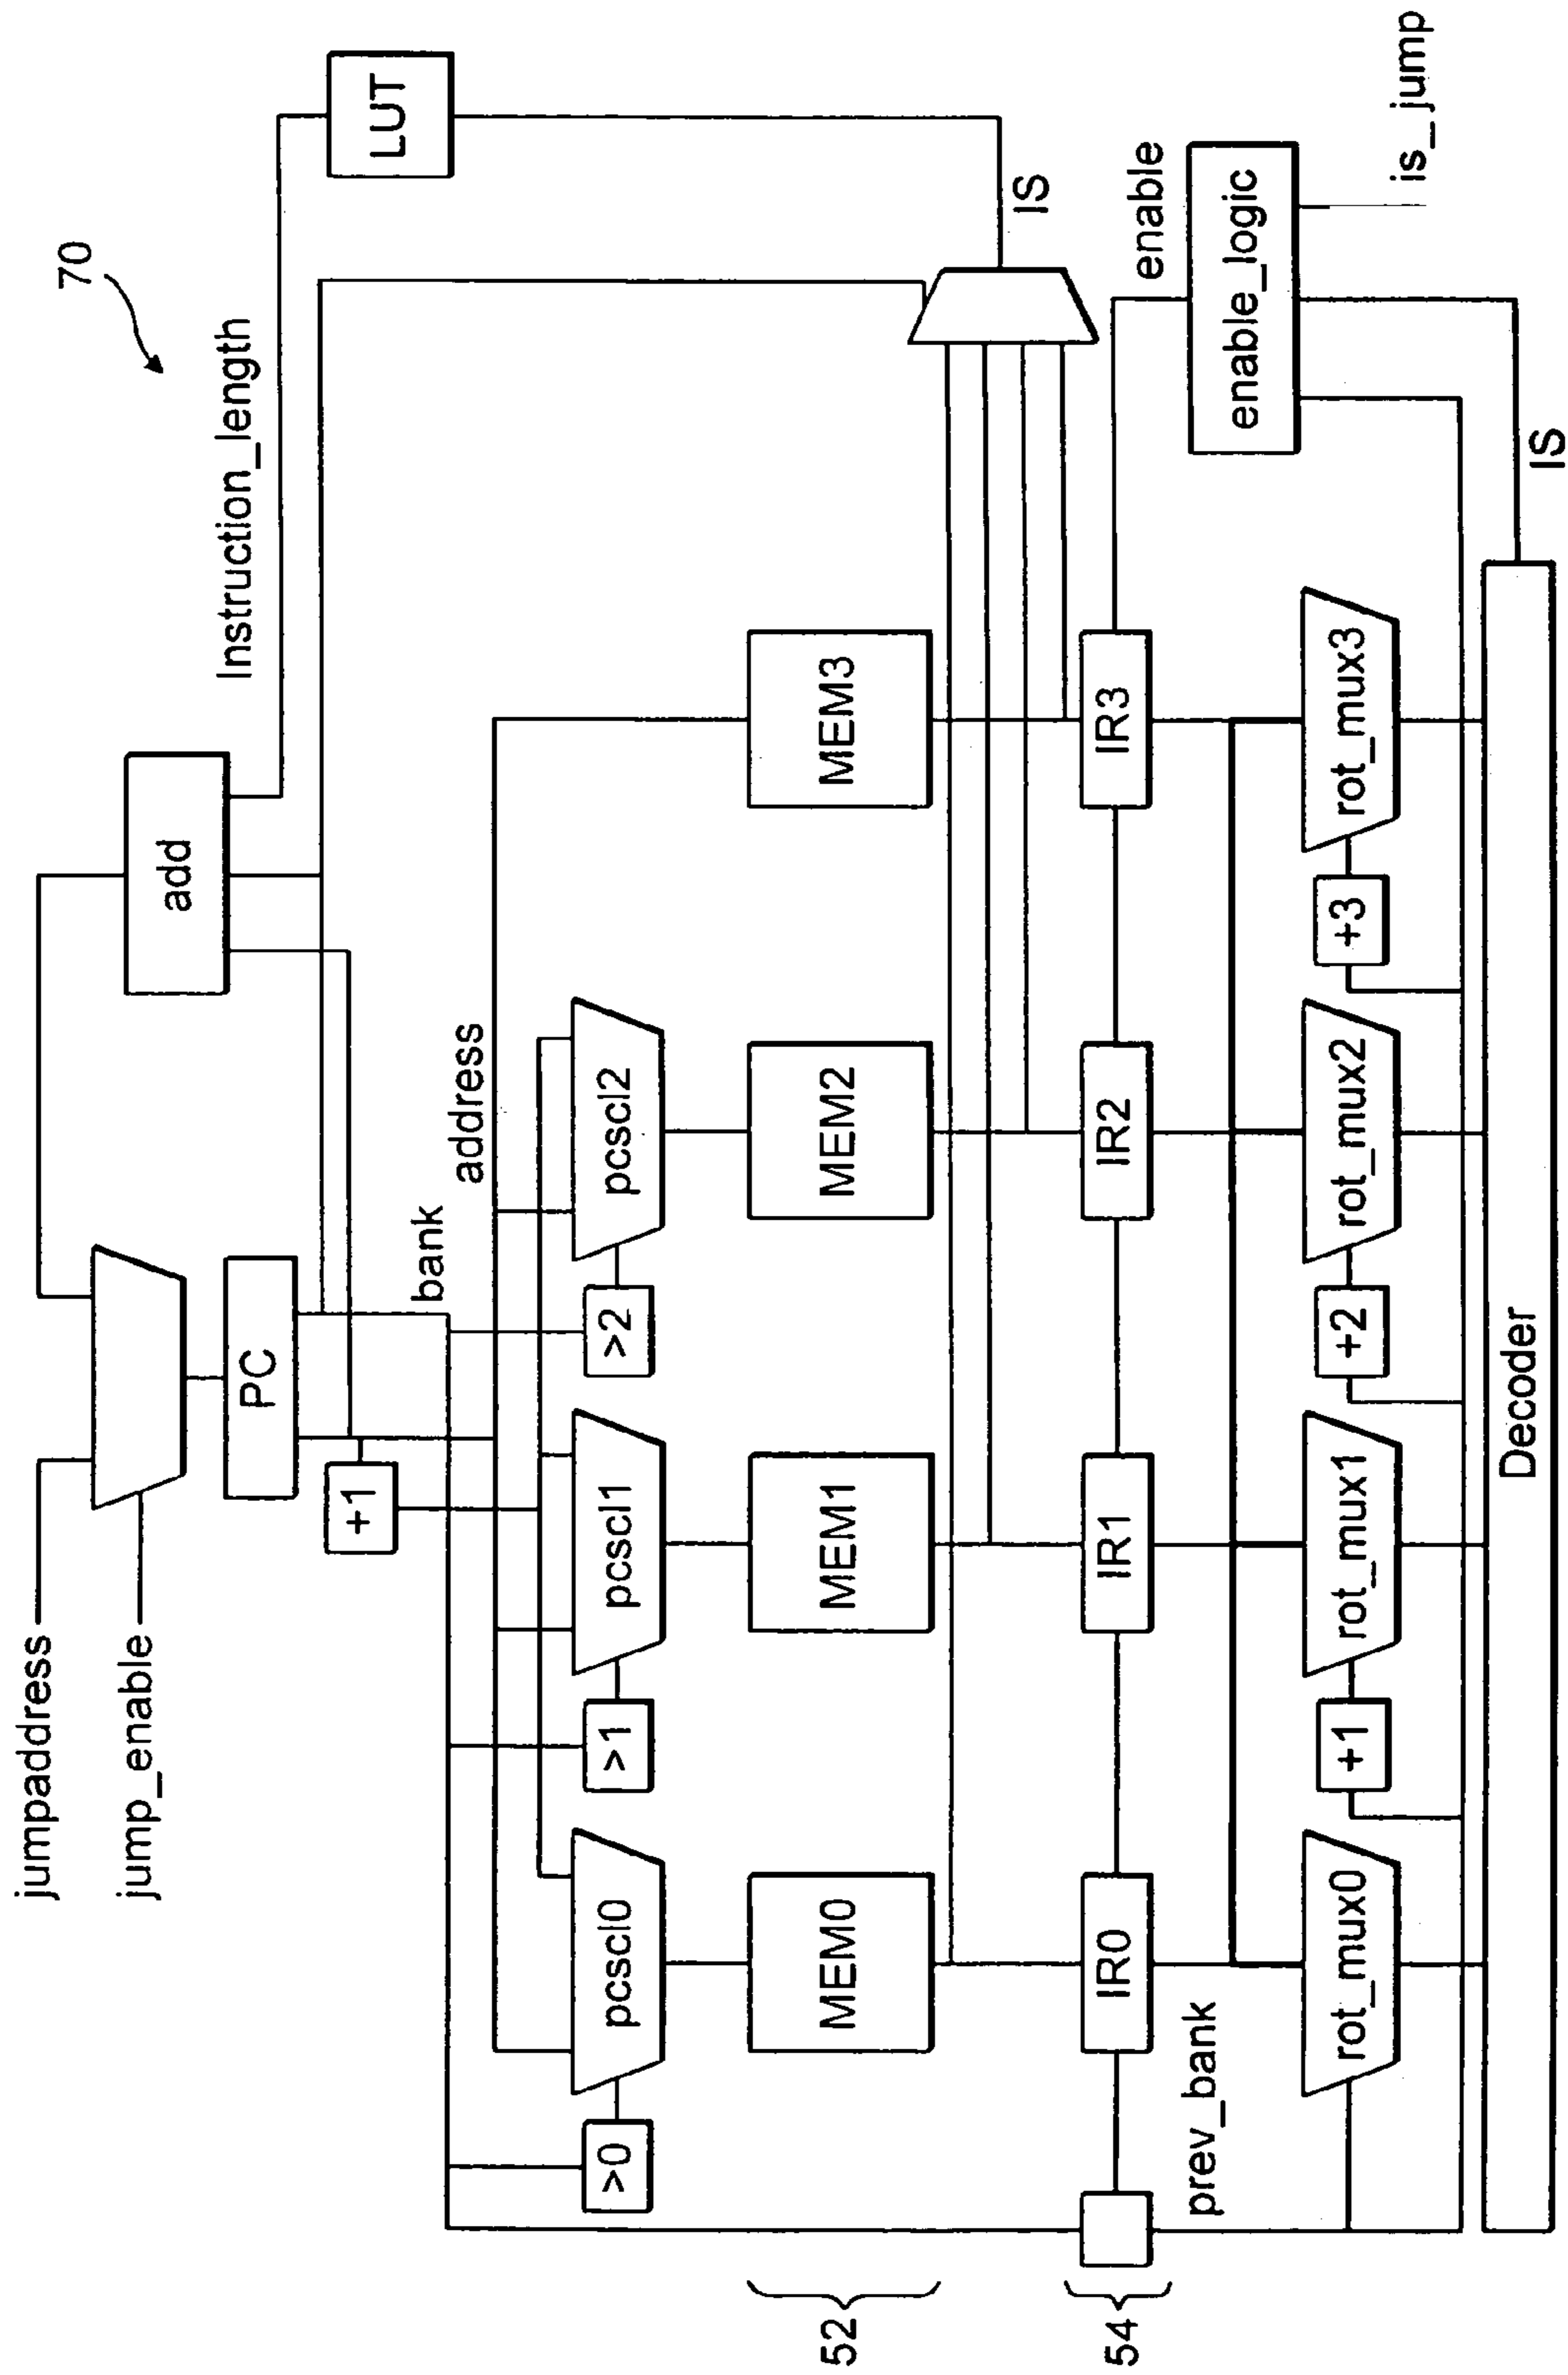 70
jumpaddress
jump_enable
add
Instruction_length
LUT
PC
+1
bank
address
>0
pcscl0
>1
pcscl1
>2
pcscl2
52
MEM0
MEM1
MEM2
MEM3
IS
54
IR0
IR1
IR2
IR3
enable
prev_bank
enable_logic
is_jump
rot_mux0
+1
rot_mux1
+2
rot_mux2
+3
rot_mux3
Decoder
IS